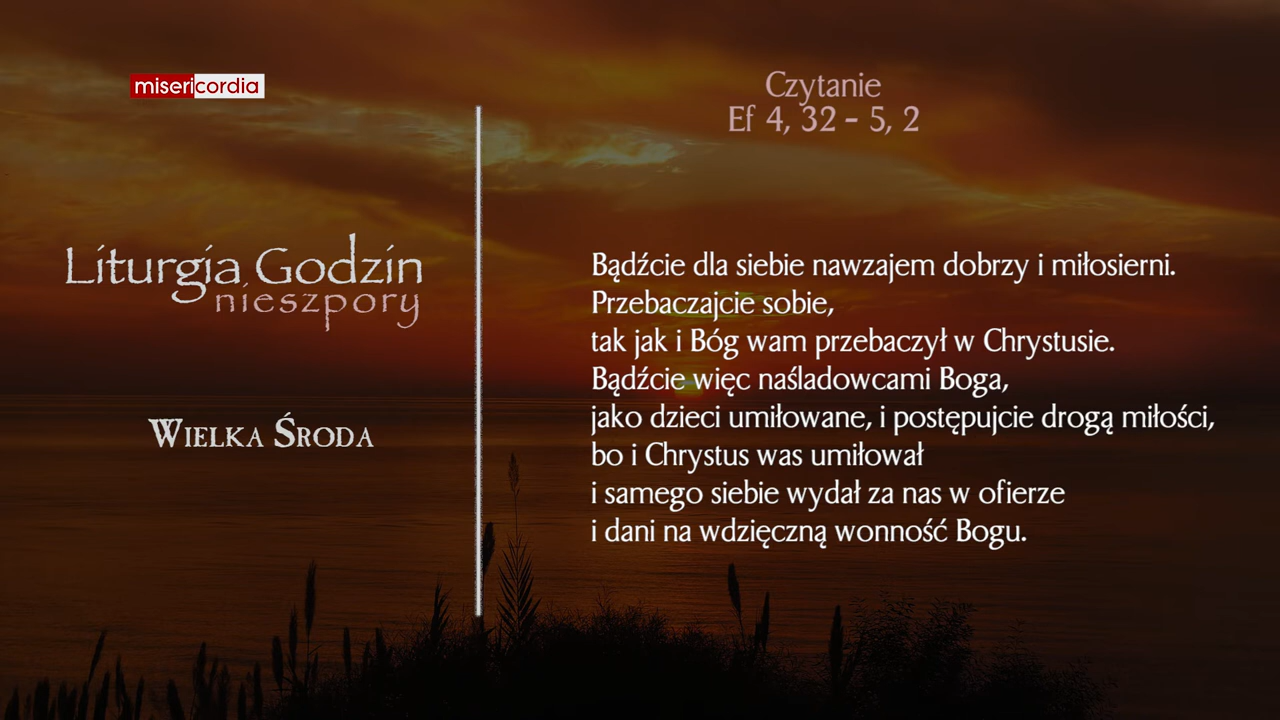 misericordia
Liturgia Godzin
nieszpory
Wielka Środa
Czytanie
Ef 4, 32 - 5, 2
Bądźcie dla siebie nawzajem dobrzy i miłosierni.
Przebaczajcie sobie,
tak jak i Bóg wam przebaczył w Chrystusie.
Bądźcie więc naśladowcami Boga,
jako dzieci umiłowane, i postępujcie drogą miłości,
bo i Chrystus was umiłował
i samego siebie wydał za nas w ofierze
i dani na wdzięczną wonność Bogu.